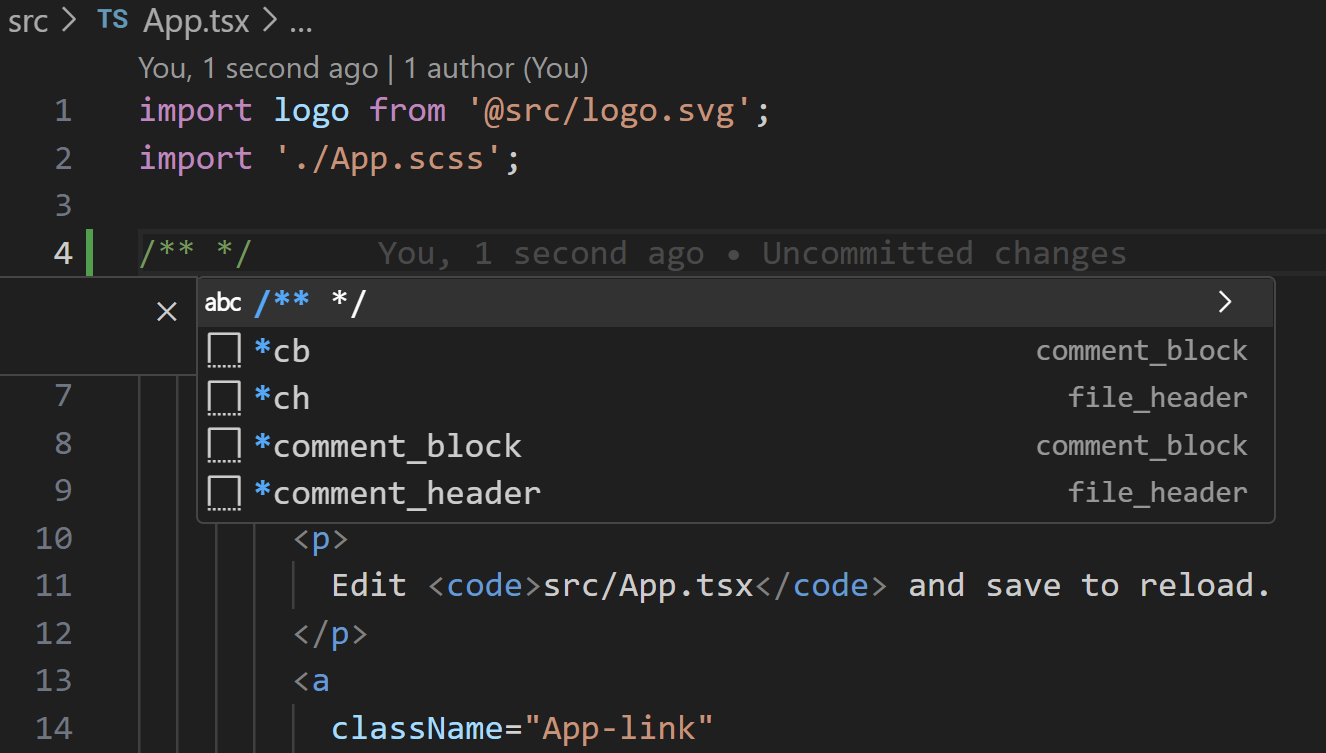 src > TS App.tsx > ...
You, 1 second ago | 1 author (You)
1 import logo from '@src/logo.svg';
2 import './App.scss';
3
4 /** */ You, 1 second ago • Uncommitted changes
abc /** */
*cb comment_block
7 *ch file_header
8 *comment_block comment_block
9 *comment_header file_header
10 <p>
11 Edit <code>src/App.tsx</code> and save to reload.
12 </p>
13 <a
14 className="App-link"